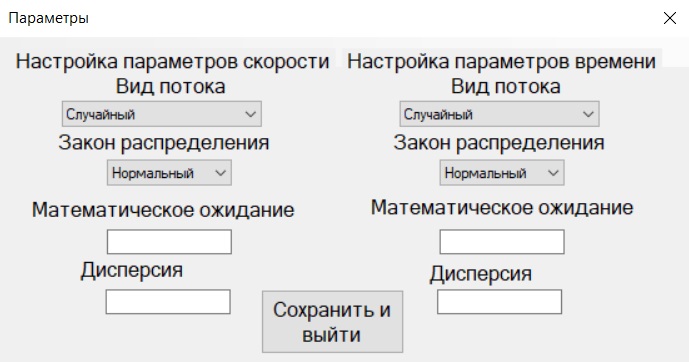 Параметры
Настройка параметров скорости
Вид потока
Случайный
Закон распределения
Нормальный
Математическое ожидание
Дисперсия
Настройка параметров времени
Вид потока
Случайный
Закон распределения
Нормальный
Математическое ожидание
Дисперсия
Сохранить и
выйти